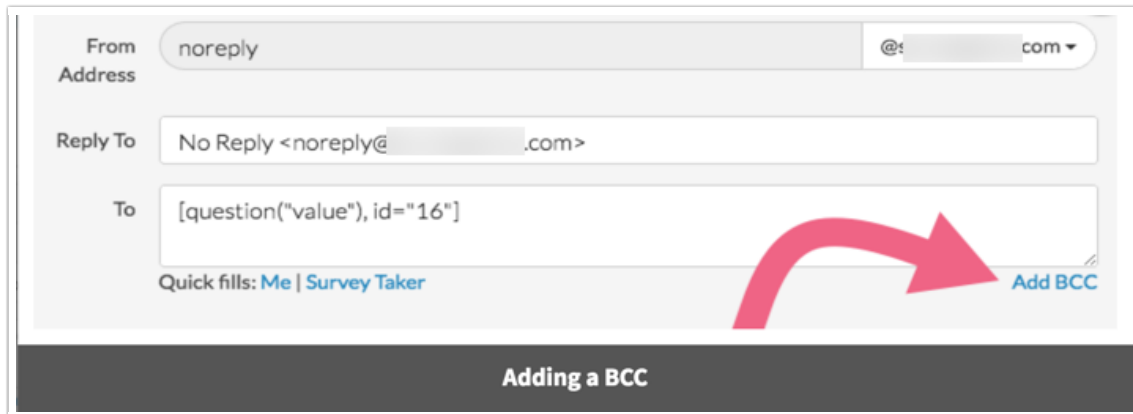 From Address
noreply
@s com
Reply To
No Reply <noreply@ .com>
To
[question("value"), id="16"]
Quick fills: Me | Survey Taker
Add BCC
Adding a BCC